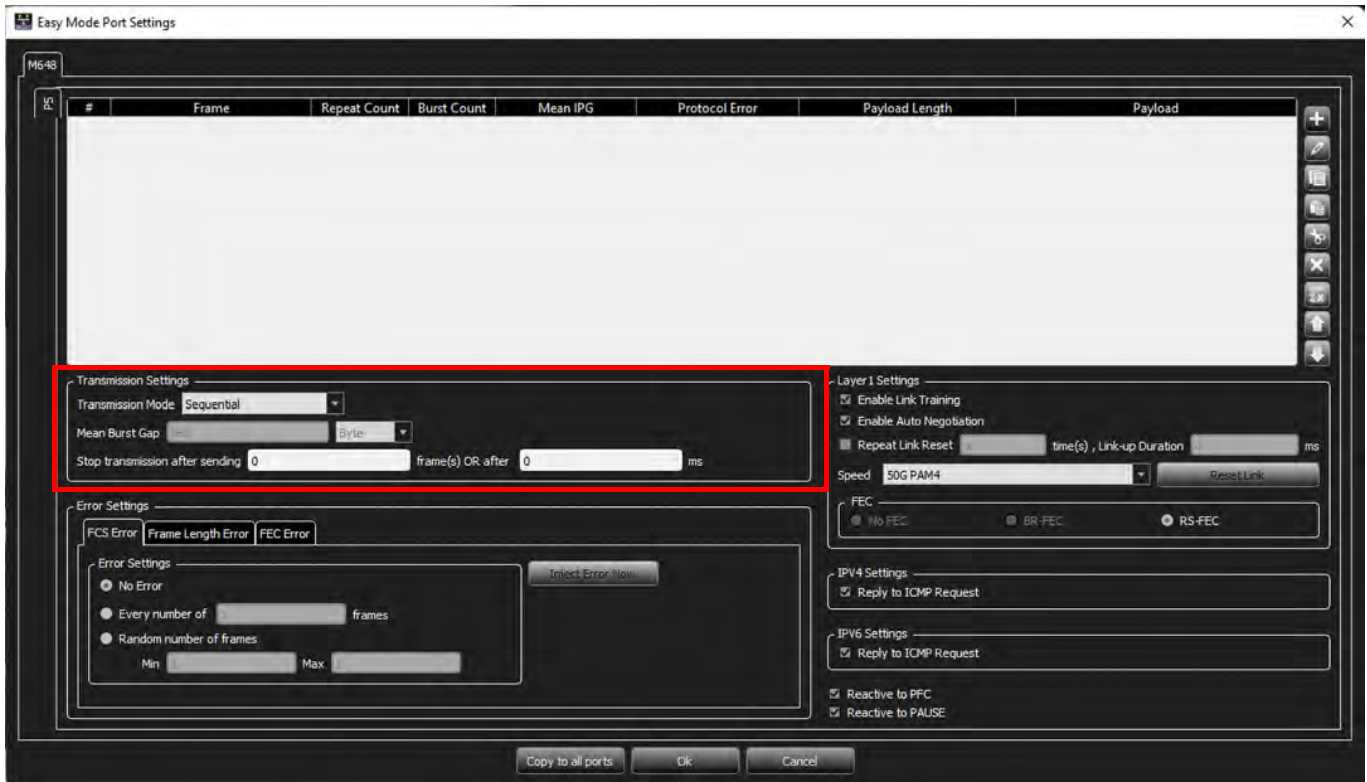 Easy Mode Port Settings
M648
P5
# Frame Repeat Count Burst Count Mean IPG Protocol Error Payload Length Payload
Transmission Settings
Transmission Mode Sequential
Mean Burst Gap Byte
Stop transmission after sending 0 frame(s) OR after 0 ms
Layer1 Settings
Enable Link Training
Enable Auto Negotiation
Repeat Link Reset time(s) , Link-up Duration ms
Speed 50G PAM4 Reset Link
FEC
No FEC BR-FEC RS-FEC
Error Settings
FCS Error Frame Length Error FEC Error
Error Settings
No Error
Every number of frames
Random number of frames
Min Max
Inject Error Now
IPV4 Settings
Reply to ICMP Request
IPV6 Settings
Reply to ICMP Request
Reactive to PFC
Reactive to PAUSE
Copy to all ports Ok Cancel